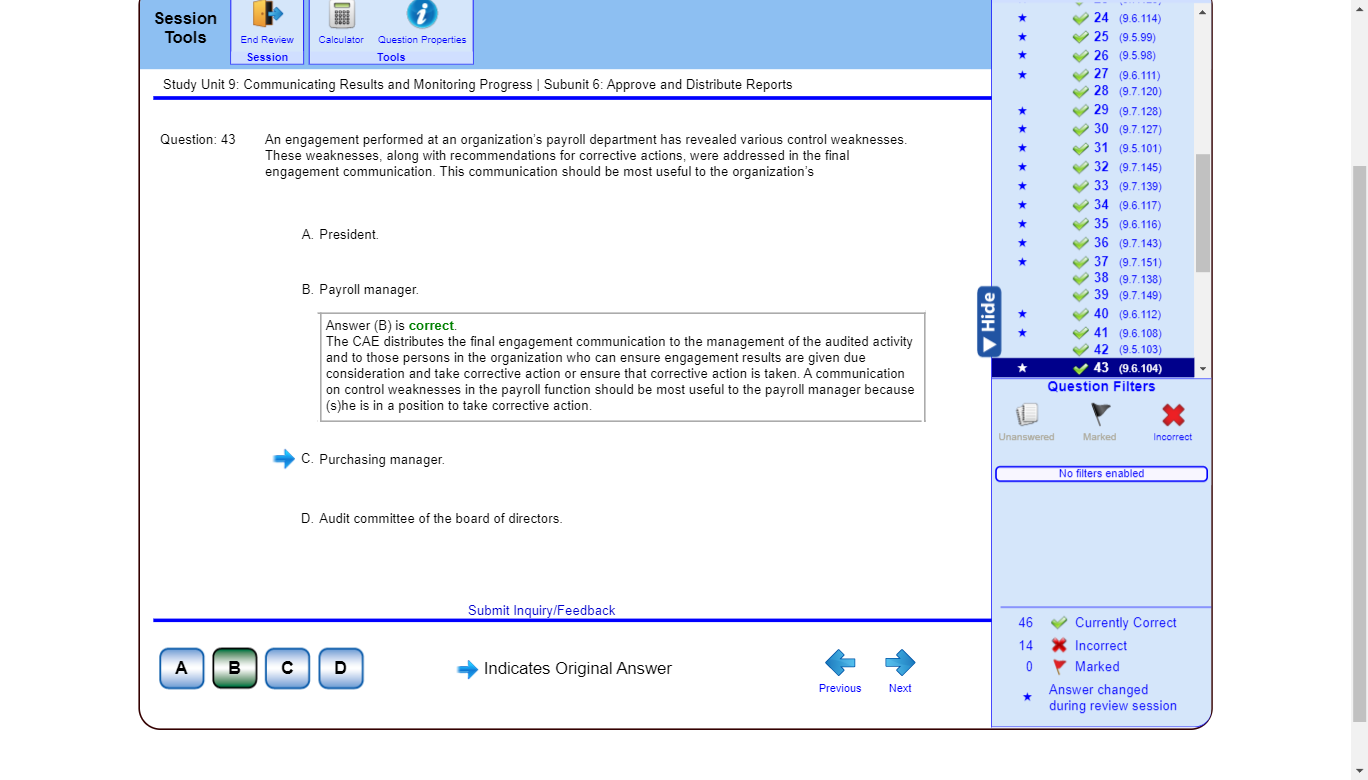 Session
Tools
End Review
Session
Calculator
Question Properties
Tools
Study Unit 9: Communicating Results and Monitoring Progress | Subunit 6: Approve and Distribute Reports
Question: 43
An engagement performed at an organization's payroll department has revealed various control weaknesses.
These weaknesses, along with recommendations for corrective actions, were addressed in the final
engagement communication. This communication should be most useful to the organization's
A. President.
B. Payroll manager.
Answer (B) is correct.
The CAE distributes the final engagement communication to the management of the audited activity
and to those persons in the organization who can ensure engagement results are given due
consideration and take corrective action or ensure that corrective action is taken. A communication
on control weaknesses in the payroll function should be most useful to the payroll manager because
(s)he is in a position to take corrective action.
C. Purchasing manager.
D. Audit committee of the board of directors.
Submit Inquiry/Feedback
A
B
C
D
Indicates Original Answer
Previous
Next
★ 24 (9.6.114)
★ 25 (9.5.99)
★ 26 (9.5.98)
★ 27 (9.6.111)
28 (9.7.120)
★ 29 (9.7.128)
★ 30 (9.7.127)
★ 31 (9.5.101)
★ 32 (9.7.145)
★ 33 (9.7.139)
★ 34 (9.6.117)
★ 35 (9.6.116)
★ 36 (9.7.143)
★ 37 (9.7.151)
38 (9.7.138)
39 (9.7.149)
★ 40 (9.6.112)
★ 41 (9.6.108)
42 (9.5.103)
★ 43 (9.6.104)
Hide
Question Filters
Unanswered
Marked
Incorrect
No filters enabled
46 Currently Correct
14 Incorrect
0 Marked
★ Answer changed
during review session